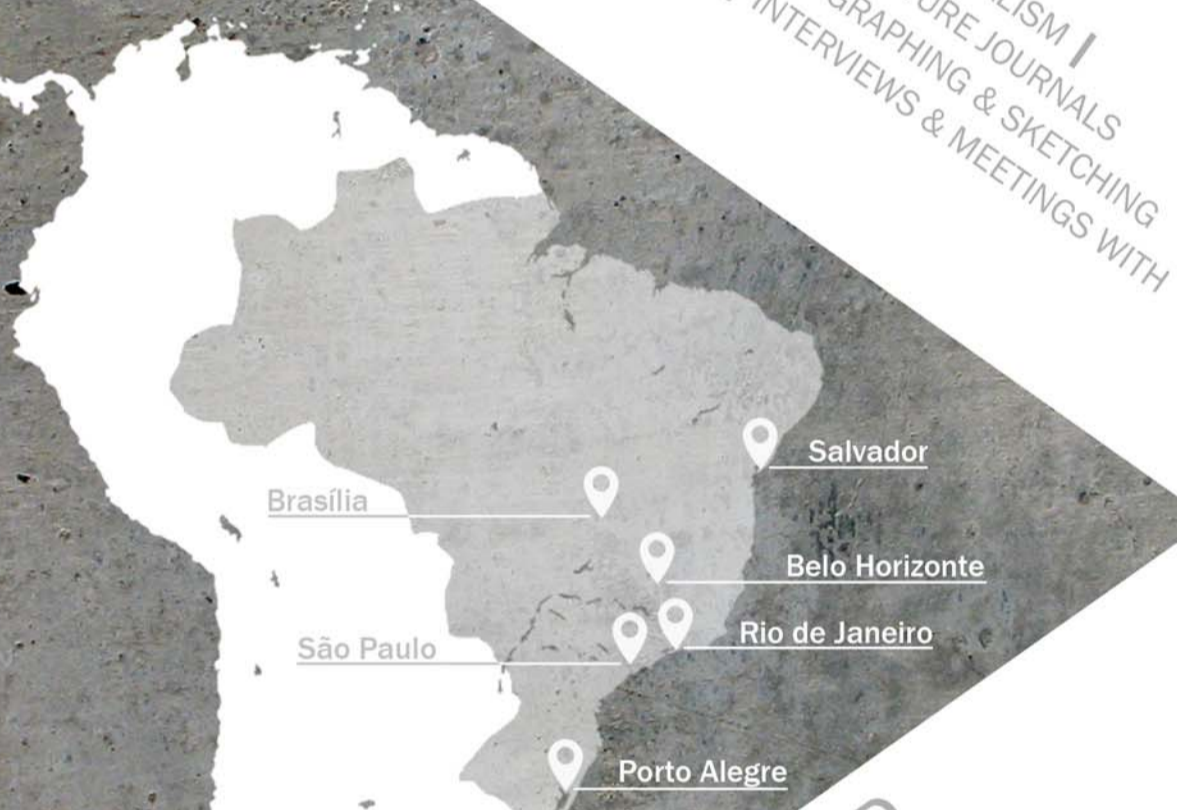 LISM |
URE JOURNALS
GRAPHING & SKETCHING
INTERVIEWS & MEETINGS WITH
Salvador
Brasília
Belo Horizonte
Rio de Janeiro
São Paulo
Porto Alegre